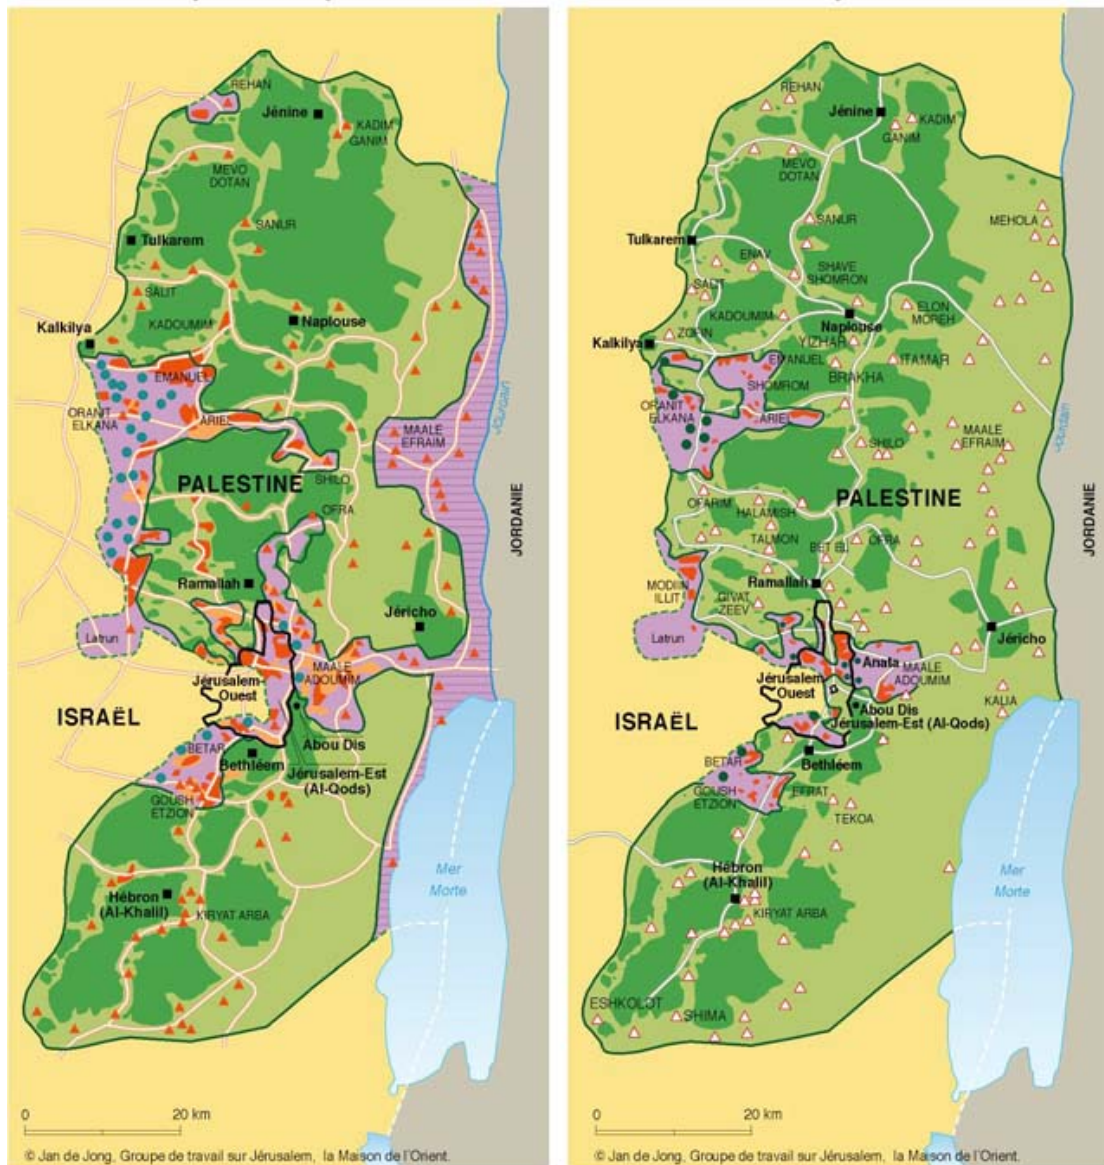 REHAN
Jénine
KADIM
GANIM
MEVO
DOTAN
SANUR
Tulkarem
SALIT
KADOUMIM
Naplouse
Kalkilya
EMANUEL
ORANIT
ELKANA
ARIEL
MAALE
EFRAIM
PALESTINE
SHILO
OFRA
JORDANIE
Ramallah
Jéricho
Latrun
MAALE
ADOUMIM
Jérusalem-
Ouest
ISRAËL
Abou Dis
BETAR
Bethléem
Jérusalem-Est
(Al-Qods)
GOUSH
ETZION
Mer
Morte
Hébron
(Al-Khalil)
KIRYAT ARBA
0 20 km
© Jan de Jong, Groupe de travail sur Jérusalem, la Maison de l'Orient.
REHAN
Jénine
KADIM
GANIM
MEVO
DOTAN
SANUR
MEHOLA
Tulkarem
ENAV
SHAVE
SHOMRON
SALIT
KADOUMIM
ELON
MOREH
Naplouse
ZOFIN
YIZHAR
Kalkilya
EMANUEL
ITAMAR
BRAKHA
SHOMROM
ORANIT
ELKANA
ARIEL
MAALE
EFRAIM
SHILO
Jourdain
PALESTINE
OFARIM
HALAMISH
TALMON
OFRA
JORDANIE
MODIIN
ILLIT
Ramallah
GIVAT
ZEEV
Latrun
Jéricho
Anata
MAALE
ADOUMIM
Jérusalem
Ouest
KALIA
ISRAËL
Abou Dis
Jérusalem-Est (Al-Qods)
BETAR
Bethléem
GOUSH
ETZION
EFRAT
TEKOA
Mer
Morte
Hébron
(Al-Khalil)
KIRYAT ARBA
ESHKOLOT
SHIMA
0 20 km
© Jan de Jong, Groupe de travail sur Jérusalem, la Maison de l'Orient.